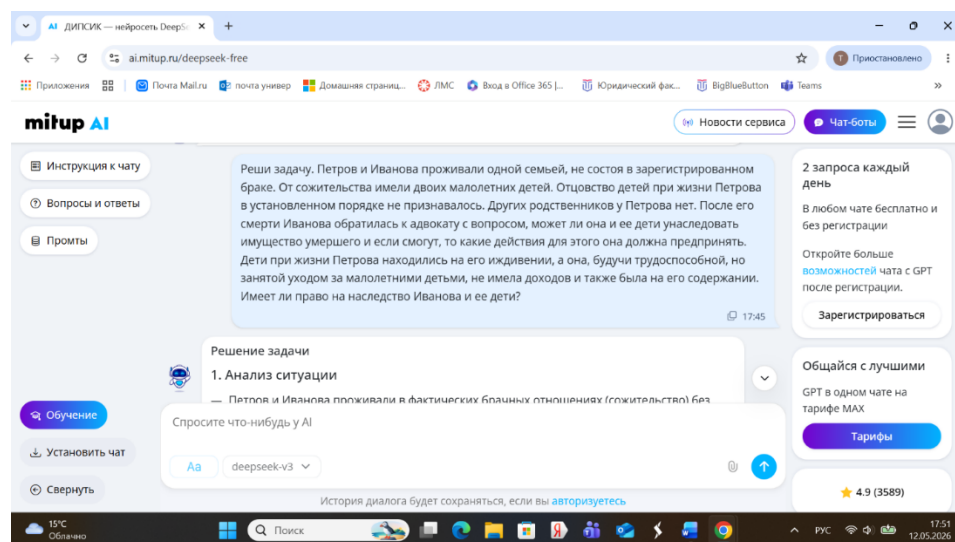 AI ДИПСИК — нейросеть DeepSe
ai.mitup.ru/deepseek-free
Приостановлено
Приложения
Почта Mail.ru
почта универ
Домашняя страниц...
ЛМС
Вход в Office 365 |...
Юридический фак...
BigBlueButton
Teams
mitup AI
Новости сервиса
Чат-боты
Инструкция к чату
Вопросы и ответы
Промты
Реши задачу. Петров и Иванова проживали одной семьей, не состоя в зарегистрированном
браке. От сожительства имели двоих малолетних детей. Отцовство детей при жизни Петрова
в установленном порядке не признавалось. Других родственников у Петрова нет. После его
смерти Иванова обратилась к адвокату с вопросом, может ли она и ее дети унаследовать
имущество умершего и если смогут, то какие действия для этого она должна предпринять.
Дети при жизни Петрова находились на его иждивении, а она, будучи трудоспособной, но
занятой уходом за малолетними детьми, не имела доходов и также была на его содержании.
Имеет ли право на наследство Иванова и ее дети?
17:45
Решение задачи
1. Анализ ситуации
— Петров и Иванова проживали в фактических брачных отношениях (сожительство) без
Спросите что-нибудь у AI
Aa
deepseek-v3
История диалога будет сохраняться, если вы авторизуетесь
2 запроса каждый
день
В любом чате бесплатно и
без регистрации
Откройте больше
возможностей чата с GPT
после регистрации.
Зарегистрироваться
Общайся с лучшими
GPT в одном чате на
тарифе MAX
Тарифы
4.9 (3589)
Обучение
Установить чат
Свернуть
15°C
Облачно
Поиск
РУС
17:51
12.05.2026